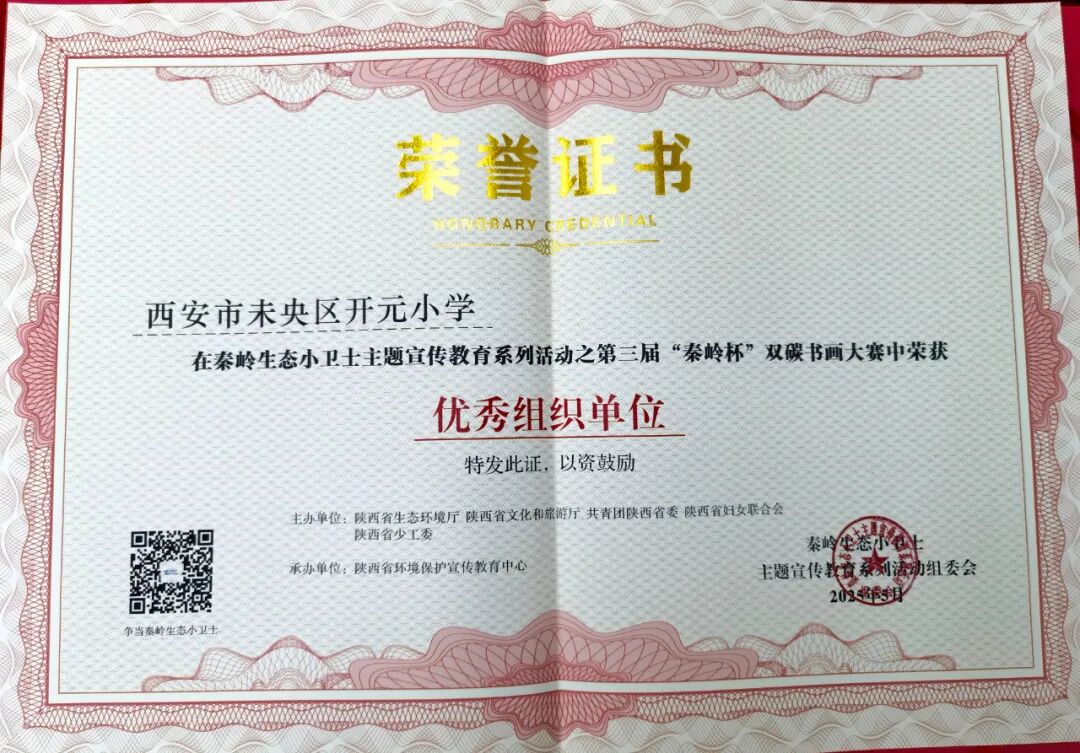 荣誉证书
HONORARY CREDENTIAL
西安市未央区开元小学
在秦岭生态小卫士主题宣传教育系列活动之第三届“秦岭杯”双碳书画大赛中荣获
优秀组织单位
特发此证，以资鼓励
主办单位：陕西省生态环境厅 陕西省文化和旅游厅 共青团陕西省委 陕西省妇女联合会
陕西省少工委
承办单位：陕西省环境保护宣传教育中心
争当秦岭生态小卫士
秦岭生态小卫士
主题宣传教育系列活动组委会
2025年5月